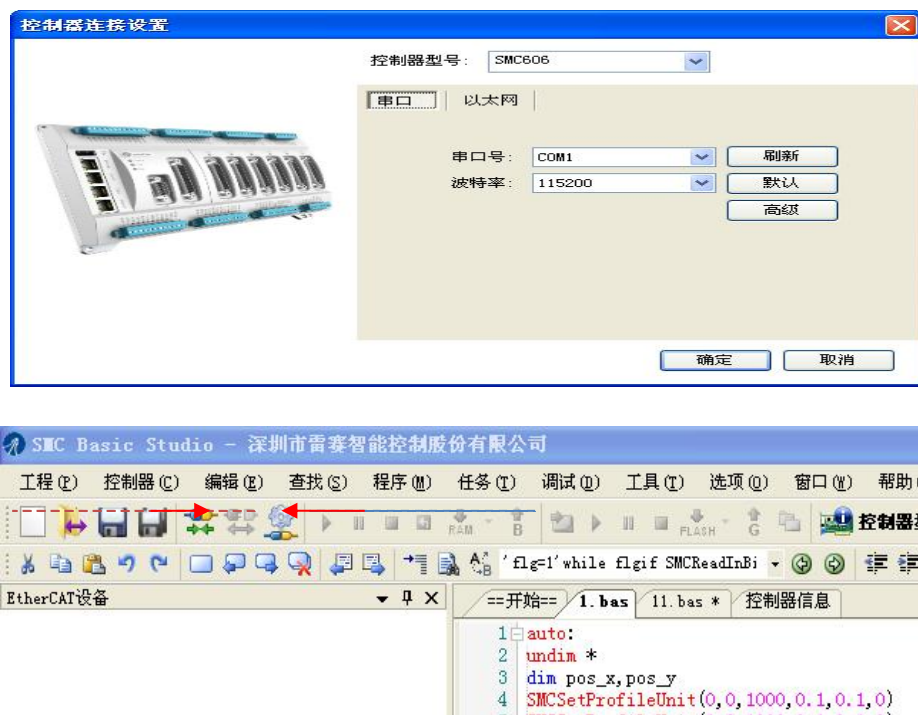 控制器连接设置
控制器型号: SMC606
串口 以太网
串口号: COM1 刷新
波特率: 115200 默认
高级
确定 取消
SMC Basic Studio - 深圳市雷赛智能控制股份有限公司
工程(P) 控制器(C) 编辑(E) 查找(S) 程序(M) 任务(T) 调试(D) 工具(T) 选项(O) 窗口(W) 帮助(
RAM B FLASH G 控制器
'flg=1'while flgif SMCReadInBi
EtherCAT设备 ==开始== 1.bas 11.bas * 控制器信息
1 auto:
2 undim *
3 dim pos_x,pos_y
4 SMCSetProfileUnit(0,0,1000,0.1,0.1,0)